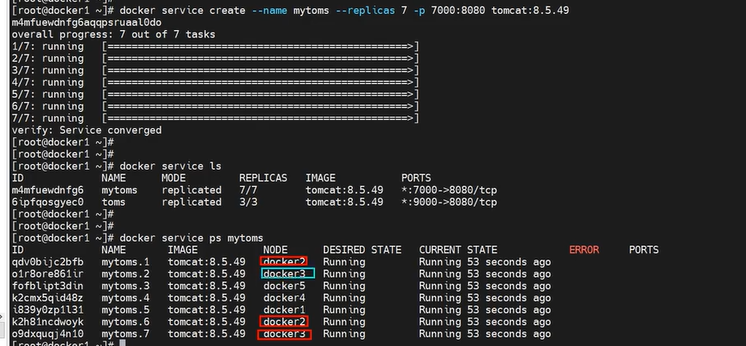 [root@docker1 ~]# docker service create --name mytoms --replicas 7 -p 7000:8080 tomcat:8.5.49
m4mfuewdnfg6aqqpsruaal0do
overall progress: 7 out of 7 tasks
1/7: running   [==================================================>]
2/7: running   [==================================================>]
3/7: running   [==================================================>]
4/7: running   [==================================================>]
5/7: running   [==================================================>]
6/7: running   [==================================================>]
7/7: running   [==================================================>]
verify: Service converged
[root@docker1 ~]#
[root@docker1 ~]#
[root@docker1 ~]# docker service ls
ID NAME MODE REPLICAS IMAGE PORTS
m4mfuewdnfg6 mytoms replicated 7/7 tomcat:8.5.49 *:7000->8080/tcp
6ipfqosgyec0 toms replicated 3/3 tomcat:8.5.49 *:9000->8080/tcp
[root@docker1 ~]#
[root@docker1 ~]#
[root@docker1 ~]# docker service ps mytoms
ID NAME IMAGE NODE DESIRED STATE CURRENT STATE ERROR PORTS
qdv0bijc2bfb mytoms.1 tomcat:8.5.49 docker2 Running Running 53 seconds ago
o1r8ore861ir mytoms.2 tomcat:8.5.49 docker3 Running Running 53 seconds ago
fofblipt3din mytoms.3 tomcat:8.5.49 docker5 Running Running 53 seconds ago
k2cmx5qid48z mytoms.4 tomcat:8.5.49 docker4 Running Running 53 seconds ago
i839y0zp1l31 mytoms.5 tomcat:8.5.49 docker1 Running Running 53 seconds ago
k2h81ncdwoyk mytoms.6 tomcat:8.5.49 docker2 Running Running 53 seconds ago
o9dxquqj4n10 mytoms.7 tomcat:8.5.49 docker3 Running Running 53 seconds ago
[root@docker1 ~]#